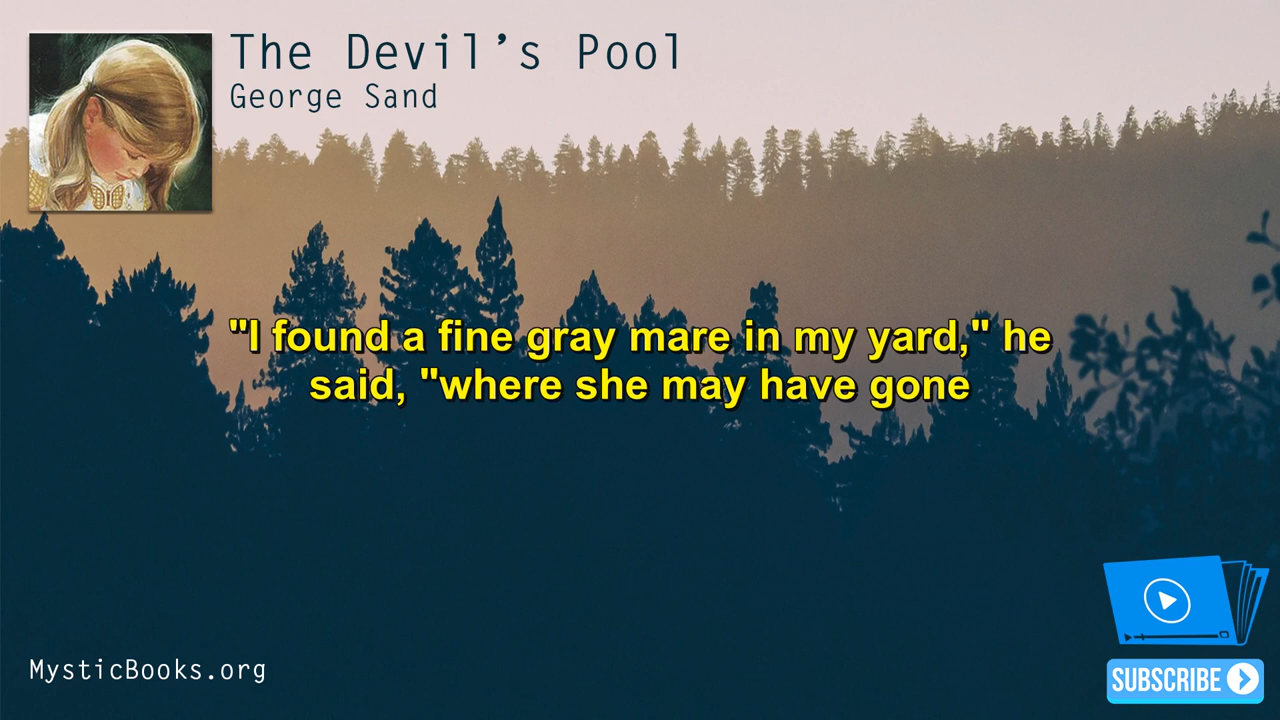 The Devil's Pool
George Sand
"I found a fine gray mare in my yard," he
said, "where she may have gone
MysticBooks.org
SUBSCRIBE